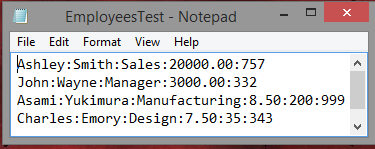 EmployeesTest - Notepad
File Edit Format View Help
Ashley:Smith:Sales:20000.00:757
John:Wayne:Manager:3000.00:332
Asami:Yukimura:Manufacturing:8.50:200:999
Charles:Emory:Design:7.50:35:343